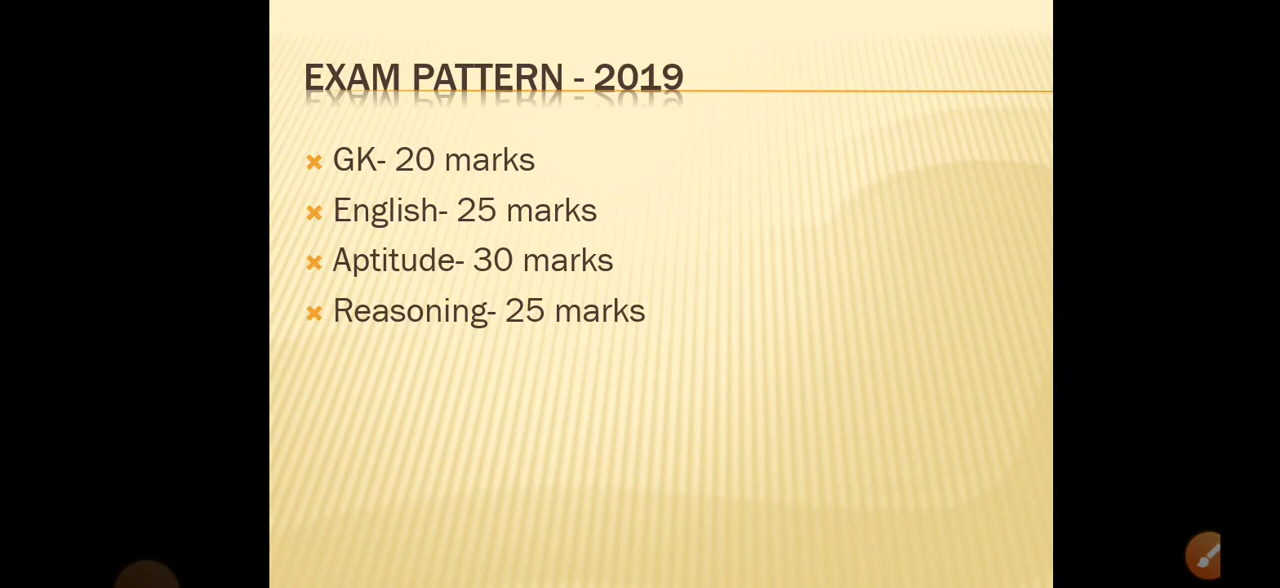 EXAM PATTERN - 2019
GK- 20 marks
English- 25 marks
Aptitude- 30 marks
Reasoning- 25 marks